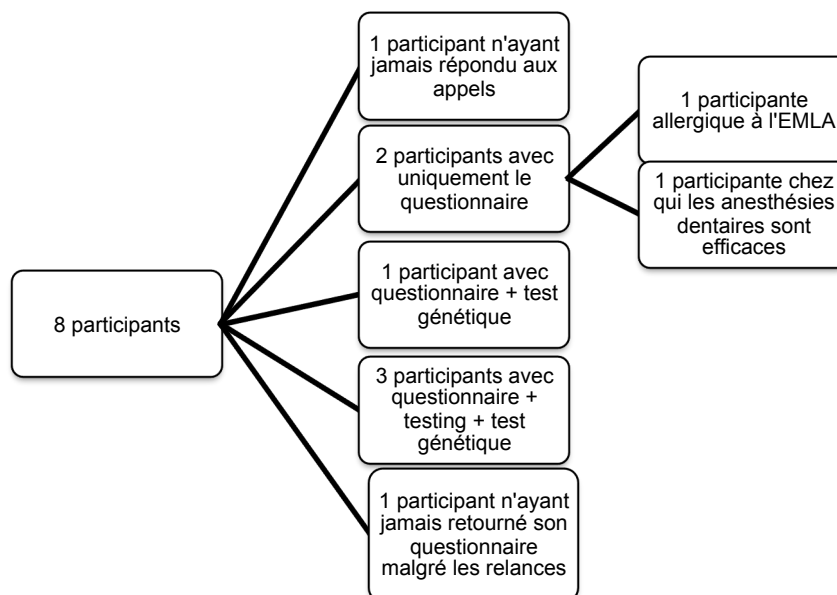 8 participants
1 participant n'ayant
jamais répondu aux
appels
2 participants avec
uniquement le
questionnaire
1 participante
allergique à l'EMLA
1 participante chez
qui les anesthésies
dentaires sont
efficaces
1 participant avec
questionnaire + test
génétique
3 participants avec
questionnaire +
testing + test
génétique
1 participant n'ayant
jamais retourné son
questionnaire
malgré les relances